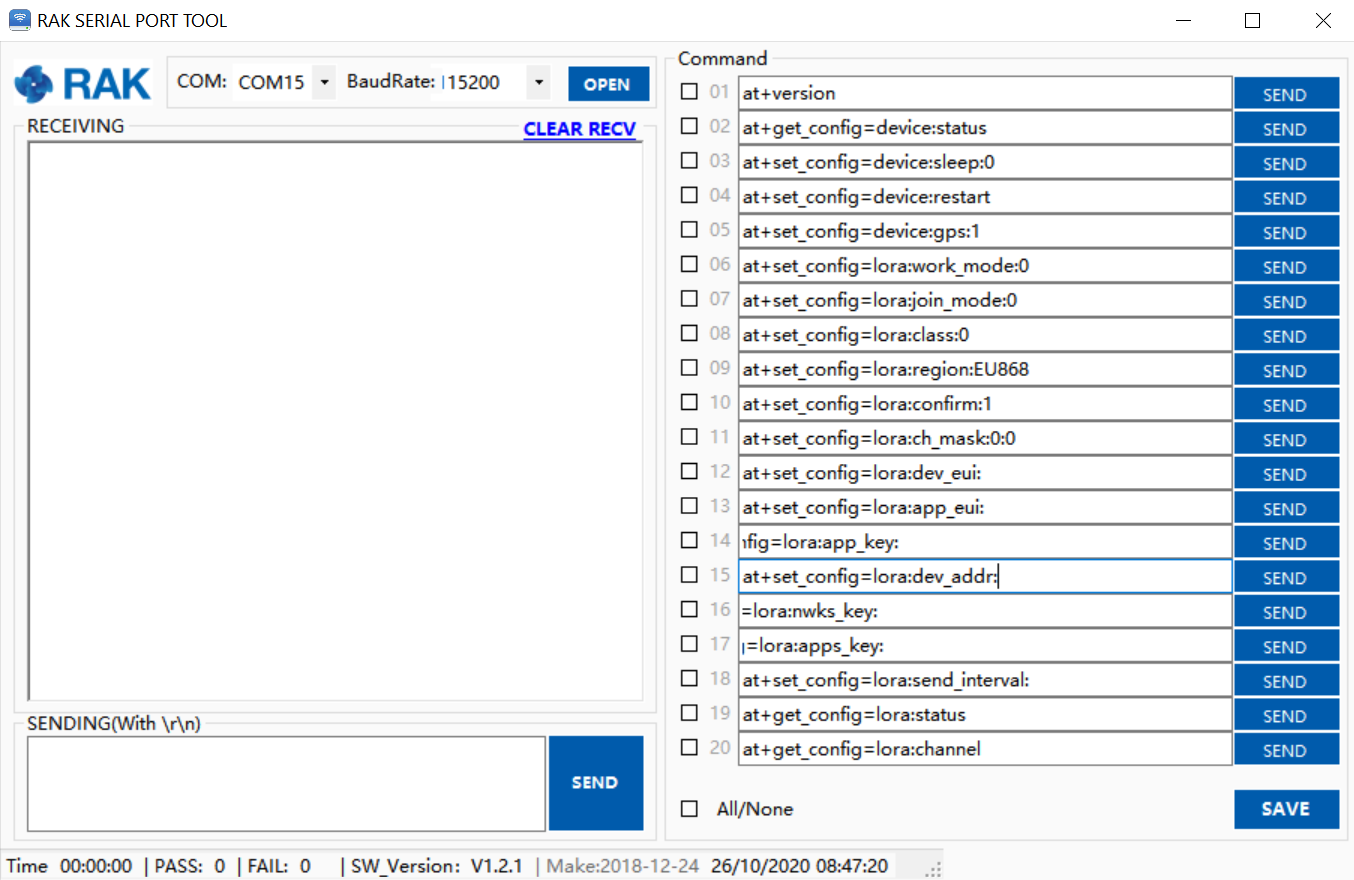 RAK SERIAL PORT TOOL
RAK
COM: COM15 BaudRate: 115200 OPEN
RECEIVING CLEAR RECV
SENDING(With \r\n)
SEND
Command
01 at+version SEND
02 at+get_config=device:status SEND
03 at+set_config=device:sleep:0 SEND
04 at+set_config=device:restart SEND
05 at+set_config=device:gps:1 SEND
06 at+set_config=lora:work_mode:0 SEND
07 at+set_config=lora:join_mode:0 SEND
08 at+set_config=lora:class:0 SEND
09 at+set_config=lora:region:EU868 SEND
10 at+set_config=lora:confirm:1 SEND
11 at+set_config=lora:ch_mask:0:0 SEND
12 at+set_config=lora:dev_eui: SEND
13 at+set_config=lora:app_eui: SEND
14 nfig=lora:app_key: SEND
15 at+set_config=lora:dev_addr: SEND
16 =lora:nwks_key: SEND
17 =lora:apps_key: SEND
18 at+set_config=lora:send_interval: SEND
19 at+get_config=lora:status SEND
20 at+get_config=lora:channel SEND
All/None SAVE
Time 00:00:00 | PASS: 0 | FAIL: 0 | SW_Version: V1.2.1 | Make:2018-12-24 26/10/2020 08:47:20